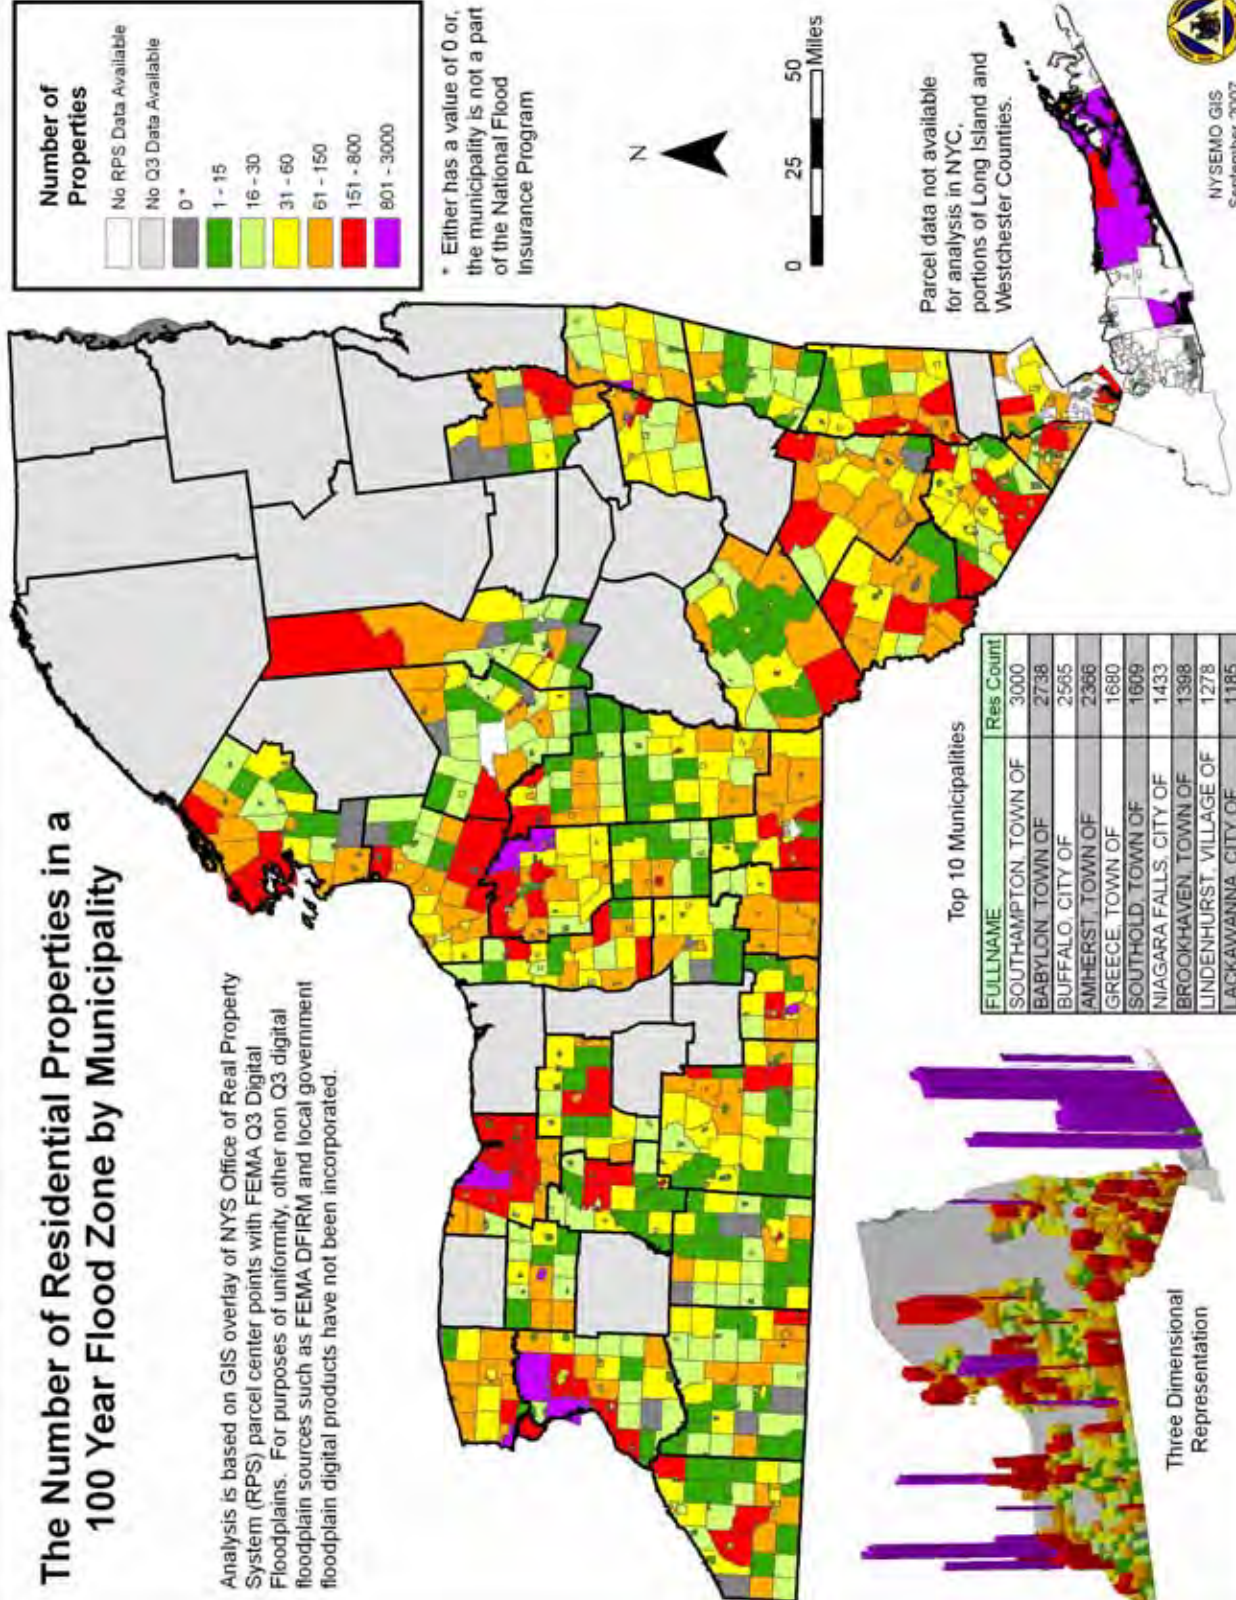 The Number of Residential Properties in a
100 Year Flood Zone by Municipality
Analysis is based on GIS overlay of NYS Office of Real Property
System (RPS) parcel center points with FEMA Q3 Digital
Floodplains. For purposes of uniformity, other non Q3 digital
floodplain sources such as FEMA DFIRM and local government
floodplain digital products have not been incorporated.
Number of
Properties
No RPS Data Available
No Q3 Data Available
0 *
1 - 15
16 - 30
31 - 60
61 - 150
151 - 800
801 - 3000
* Either has a value of 0 or,
the municipality is not a part
of the National Flood
Insurance Program
N
0 25 50
Miles
Parcel data not available
for analysis in NYC,
portions of Long Island and
Westchester Counties.
Top 10 Municipalities
FULLNAME Res Count
SOUTHAMPTON, TOWN OF 3000
BABYLON, TOWN OF 2738
BUFFALO, CITY OF 2565
AMHERST, TOWN OF 2366
GREECE, TOWN OF 1680
SOUTHOLD, TOWN OF 1609
NIAGARA FALLS, CITY OF 1433
BROOKHAVEN, TOWN OF 1398
LINDENHURST, VILLAGE OF 1278
LACKAWANNA, CITY OF 1185
Three Dimensional
Representation
NYSEMO GIS
September 2007